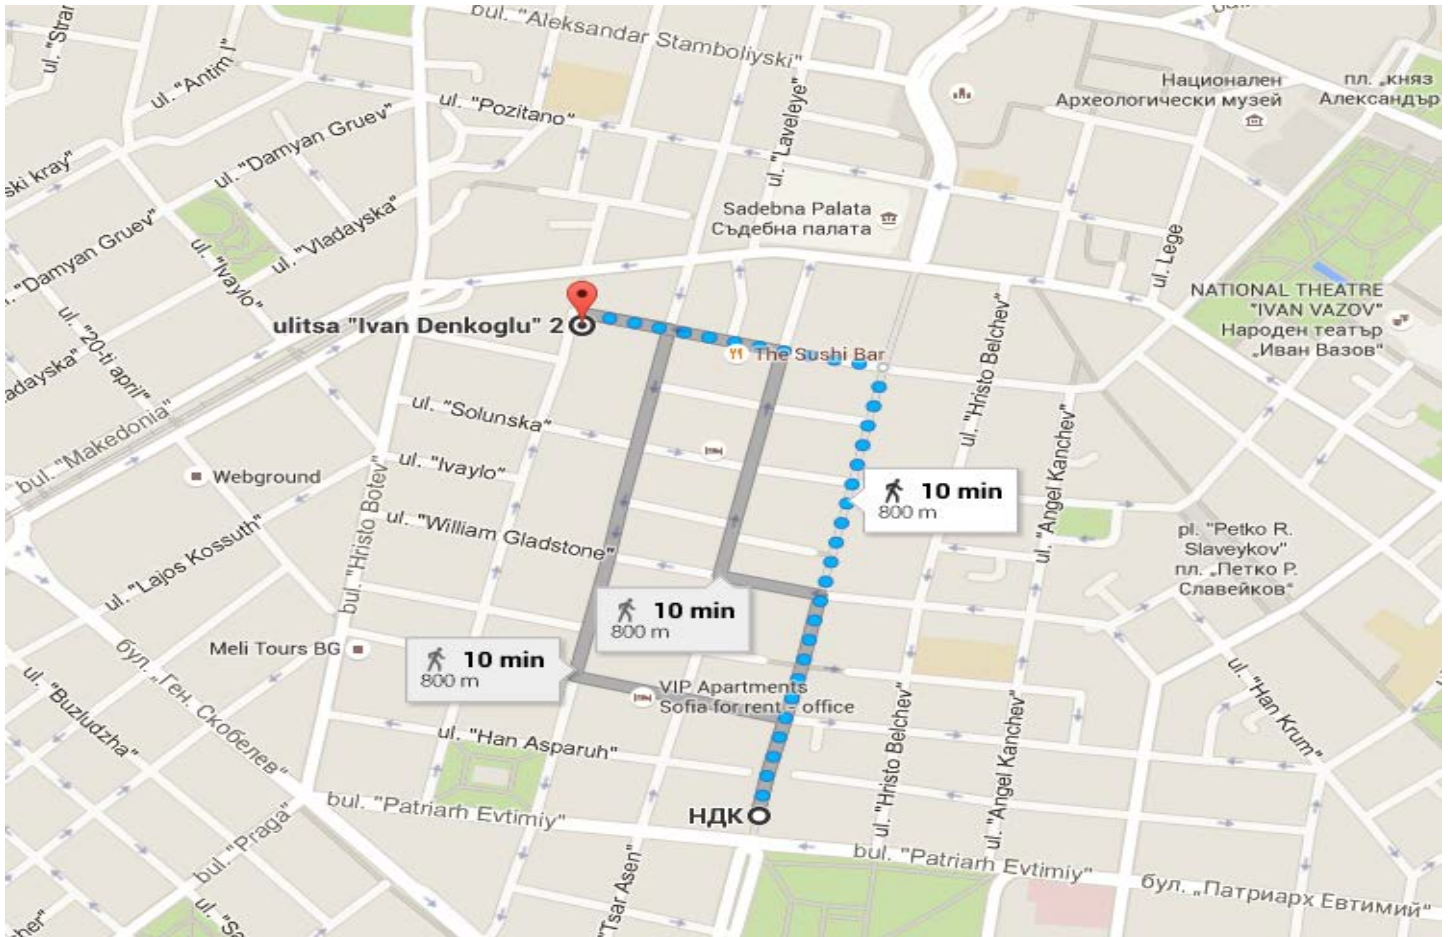 bul. "Aleksandar Stamboliyski"
ul. "Antim I"
ul. "Pozitano"
Национален
Археологически музей
пл. „княз
Александър
ul. "Damyan Gruev"
ul. "Laveleye"
ski kray"
Sadebna Palata
Съдебна палата
ul. "Damyan Gruev"
ul. "Vladayska"
ul. "Ivaylo"
ul. Lege
NATIONAL THEATRE
"IVAN VAZOV"
Народен театър
„Иван Вазов“
ulitsa "Ivan Denkoglu" 2
ul. "20-ti april"
adayska"
The Sushi Bar
ul. "Hristo Belchev"
ul. "Solunska"
bul. "Makedonia"
ul. "Angel Kanchev"
ul. "Ivaylo"
Webground
10 min
800 m
ul. "William Gladstone"
bul. "Hristo Botev"
ul. "Lajos Kossuth"
pl. "Petko R.
Slaveykov"
пл. „Петко Р.
Славейков“
10 min
800 m
Meli Tours BG
10 min
800 m
VIP Apartments
Sofia for rent - office
бул. „Ген. Скобелев“
ul. "Buzludzha"
ul. "Han Asparuh"
ul. "Hristo Belchev"
ul. "Angel Kanchev"
ul. "Han Krum"
НДК
bul. "Patriarh Evtimiy"
bul. "Praga"
bul. "Patriarh Evtimiy"
бул. „Патриарх Евтимий“
"Tsar Asen"